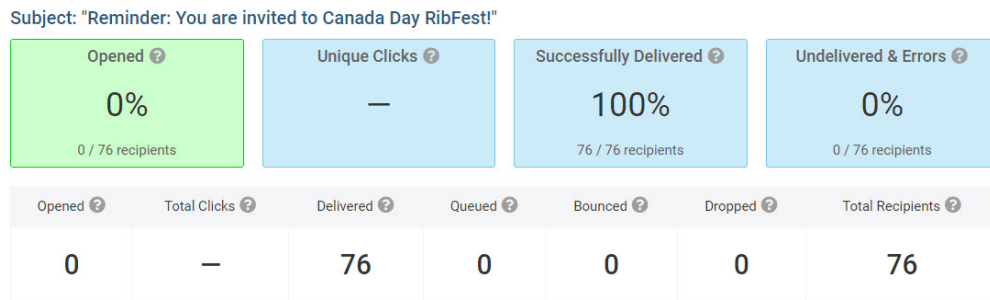 Subject: "Reminder: You are invited to Canada Day RibFest!"
Opened ?
Unique Clicks ?
Successfully Delivered ?
Undelivered & Errors ?
0%
—
100%
0%
0 / 76 recipients
76 / 76 recipients
0 / 76 recipients
Opened ? Total Clicks ? Delivered ? Queued ? Bounced ? Dropped ? Total Recipients ?
0 — 76 0 0 0 76